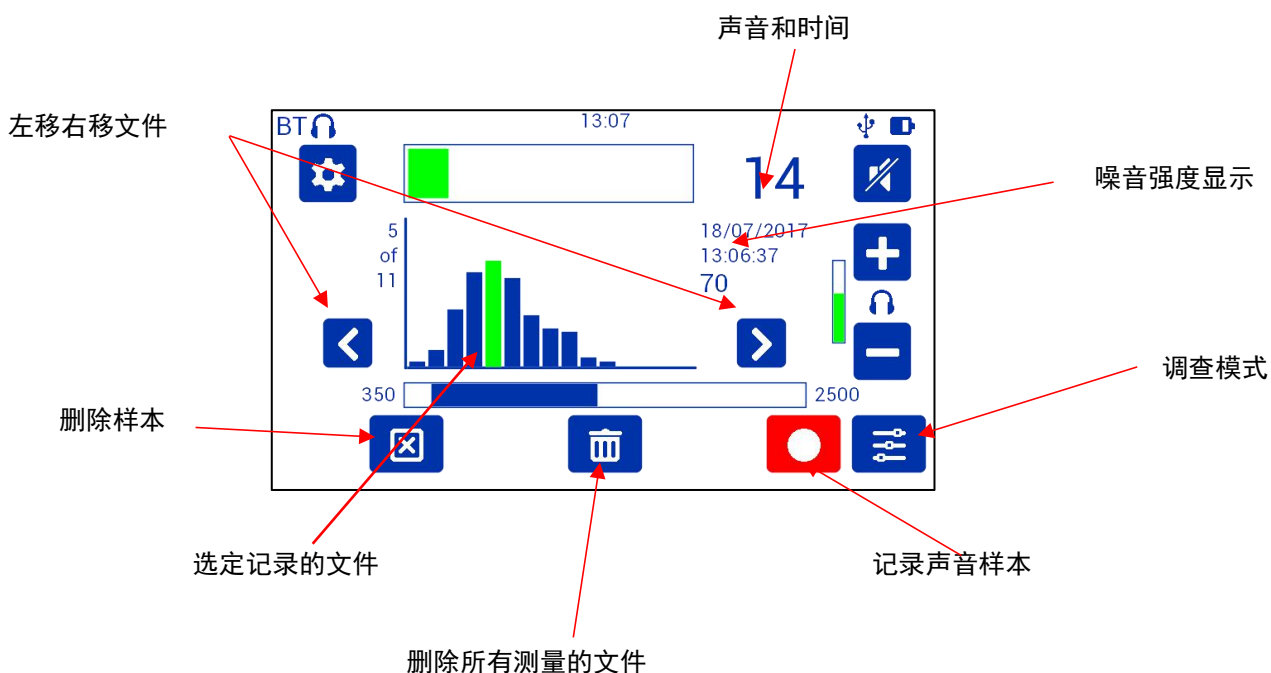 声音和时间
左移右移文件
BT
13:07
14
噪音强度显示
5
of
11
18/07/2017
13:06:37
70
350
2500
调查模式
删除样本
选定记录的文件
记录声音样本
删除所有测量的文件